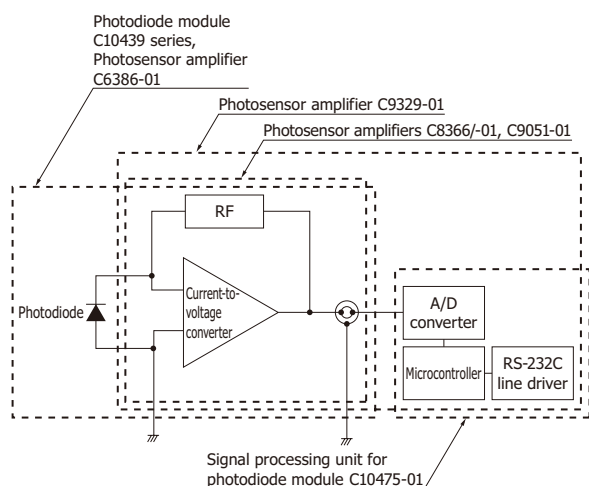 Photodiode module
C10439 series,
Photosensor amplifier
C6386-01
Photosensor amplifier C9329-01
Photosensor amplifiers C8366/-01, C9051-01
RF
Photodiode
Current-to-
voltage
converter
A/D
converter
Microcontroller
RS-232C
line driver
Signal processing unit for
photodiode module C10475-01